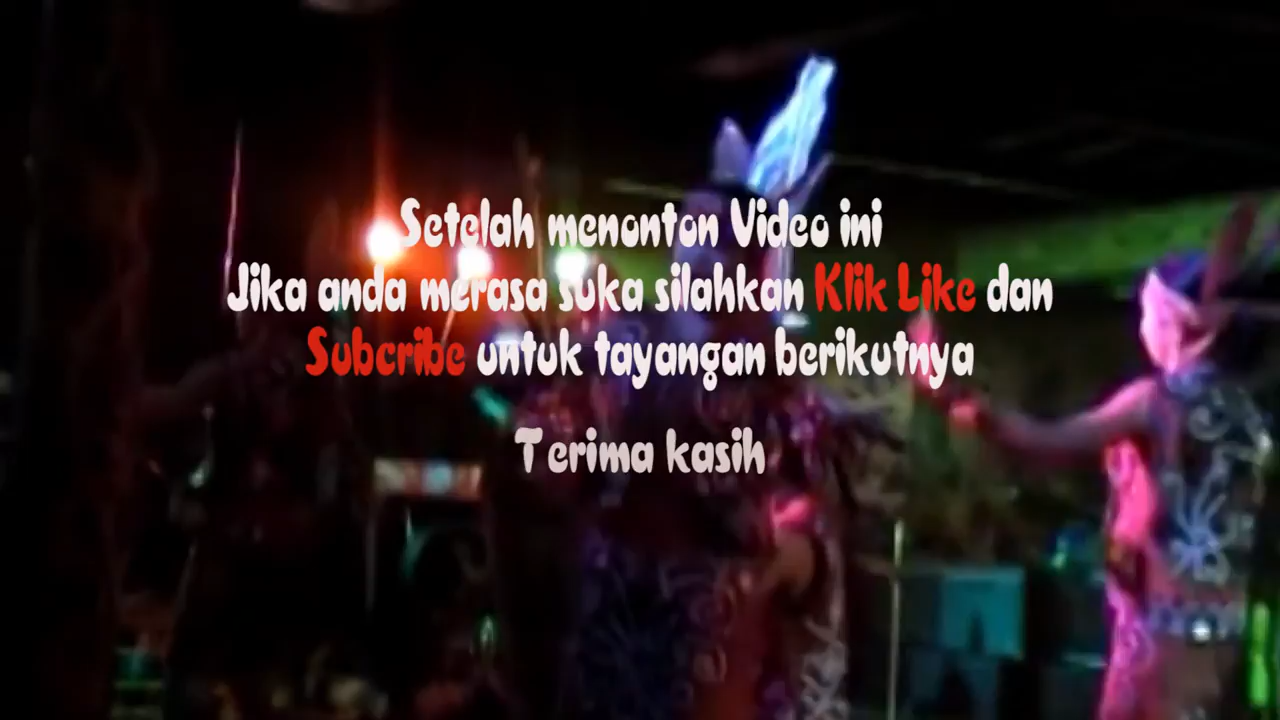 Setelah menonton Video ini
Jika anda merasa suka silahkan Klik Like dan
Subcribe untuk tayangan berikutnya
Terima kasih